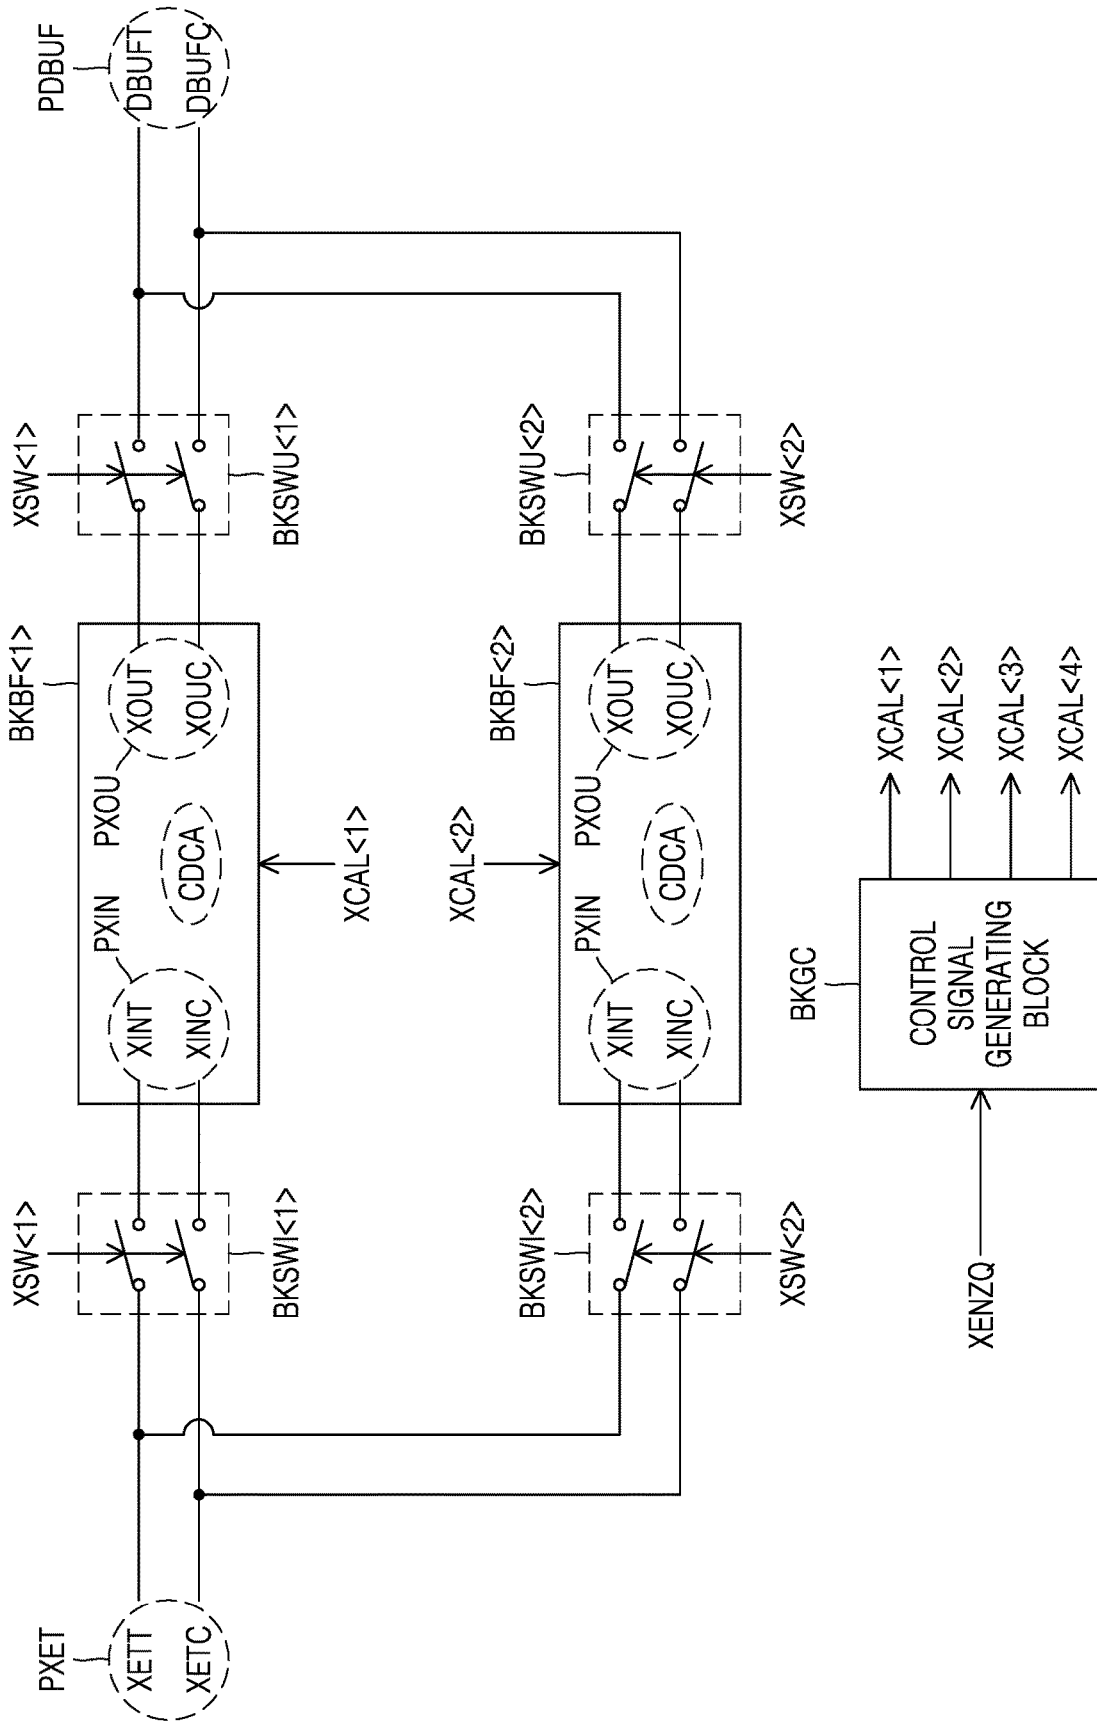 PXET
XETT
XETC
XSW<1>
BKSWI<1>
BKBF<1>
PXIN
XINT
XINC
CDCA
PXOU
XOUT
XOUC
XCAL<1>
XSW<1>
BKSWU<1>
PDBUF
DBUFT
DBUFC
BKSWI<2>
XSW<2>
XCAL<2>
BKBF<2>
PXIN
XINT
XINC
CDCA
PXOU
XOUT
XOUC
BKSWU<2>
XSW<2>
XENZQ
BKGC
CONTROL
SIGNAL
GENERATING
BLOCK
XCAL<1>
XCAL<2>
XCAL<3>
XCAL<4>